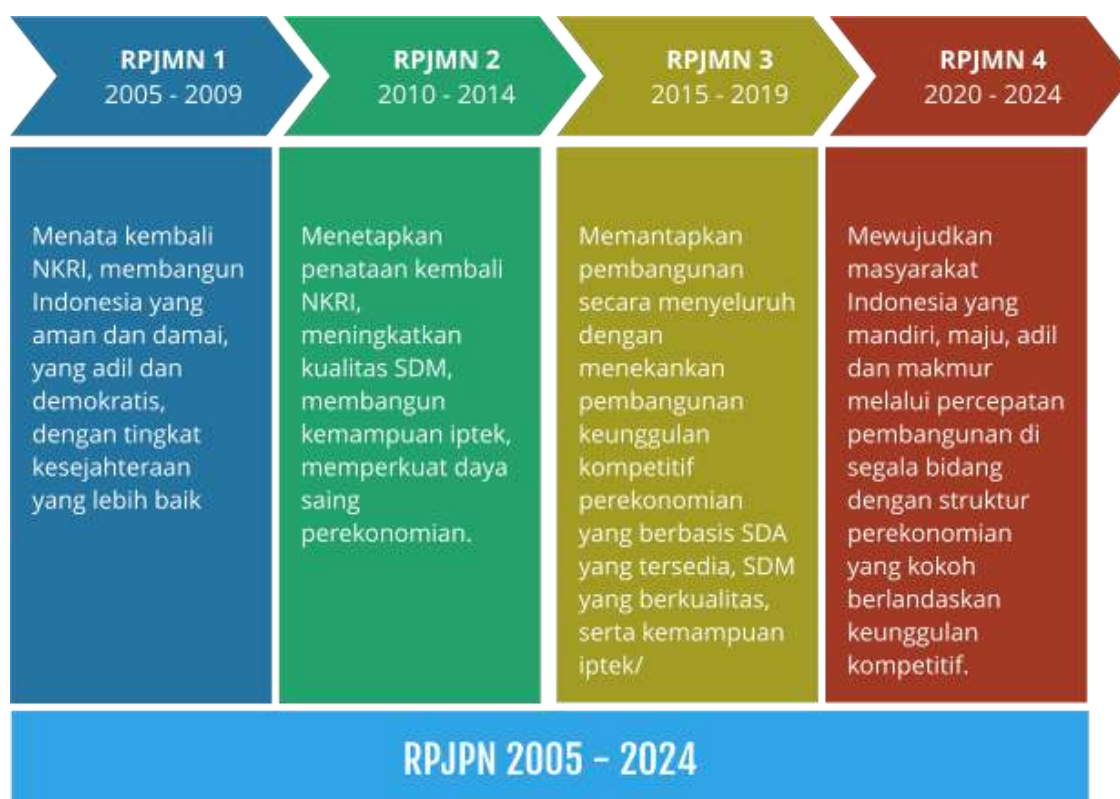 RPJMN 1
2005 - 2009
RPJMN 2
2010 - 2014
RPJMN 3
2015 - 2019
RPJMN 4
2020 - 2024
Menata kembali
NKRI, membangun
Indonesia yang
aman dan damai,
yang adil dan
demokratis,
dengan tingkat
kesejahteraan
yang lebih baik
Menetapkan
penataan kembali
NKRI,
meningkatkan
kualitas SDM,
membangun
kemampuan iptek,
memperkuat daya
saing
perekonomian.
Memantapkan
pembangunan
secara menyeluruh
dengan
menekankan
pembangunan
keunggulan
kompetitif
perekonomian
yang berbasis SDA
yang tersedia, SDM
yang berkualitas,
serta kemampuan
iptek/
Mewujudkan
masyarakat
Indonesia yang
mandiri, maju, adil
dan makmur
melalui percepatan
pembangunan di
segala bidang
dengan struktur
perekonomian
yang kokoh
berlandaskan
keunggulan
kompetitif.
RPJPN 2005 - 2024